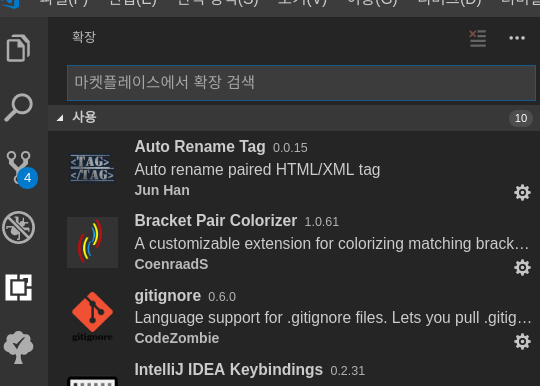 확장
마켓플레이스에서 확장 검색
사용 10
<TAG>
</TAG>
Auto Rename Tag 0.0.15
Auto rename paired HTML/XML tag
Jun Han
4
Bracket Pair Colorizer 1.0.61
A customizable extension for colorizing matching brack…
CoenraadS
gitignore 0.6.0
Language support for .gitignore files. Lets you pull .gitig…
gitignore
CodeZombie
IntelliJ IDEA Keybindings 0.2.31